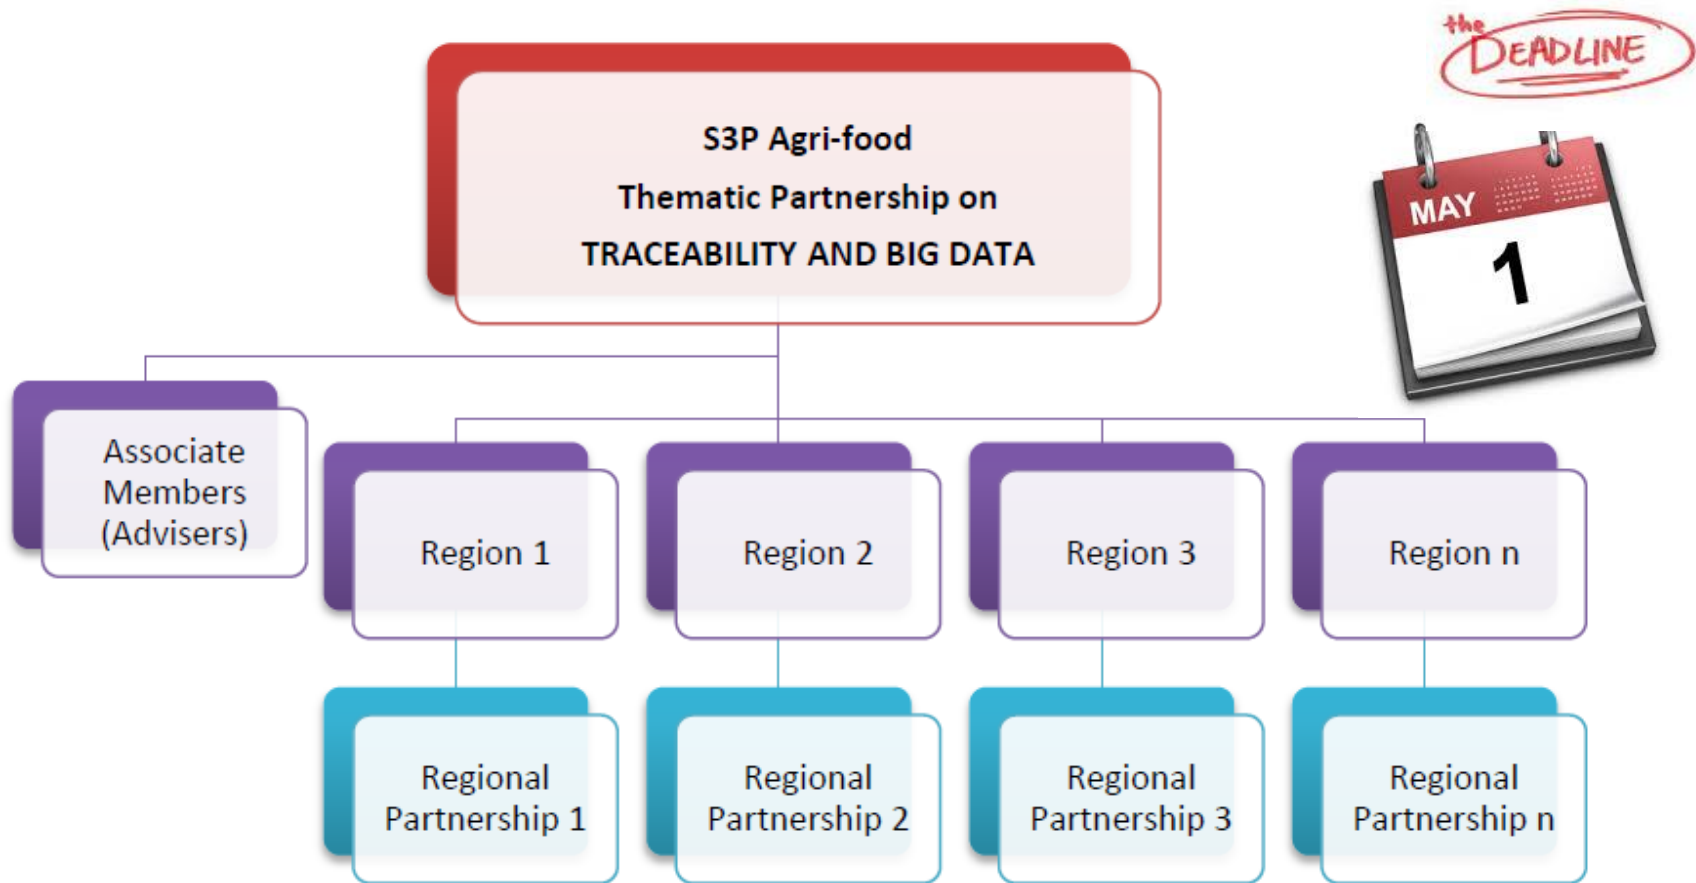 the
DEADLINE
S3P Agri-food
Thematic Partnership on
TRACEABILITY AND BIG DATA
MAY
1
Associate
Members
(Advisers)
Region 1
Region 2
Region 3
Region n
Regional
Partnership 1
Regional
Partnership 2
Regional
Partnership 3
Regional
Partnership n